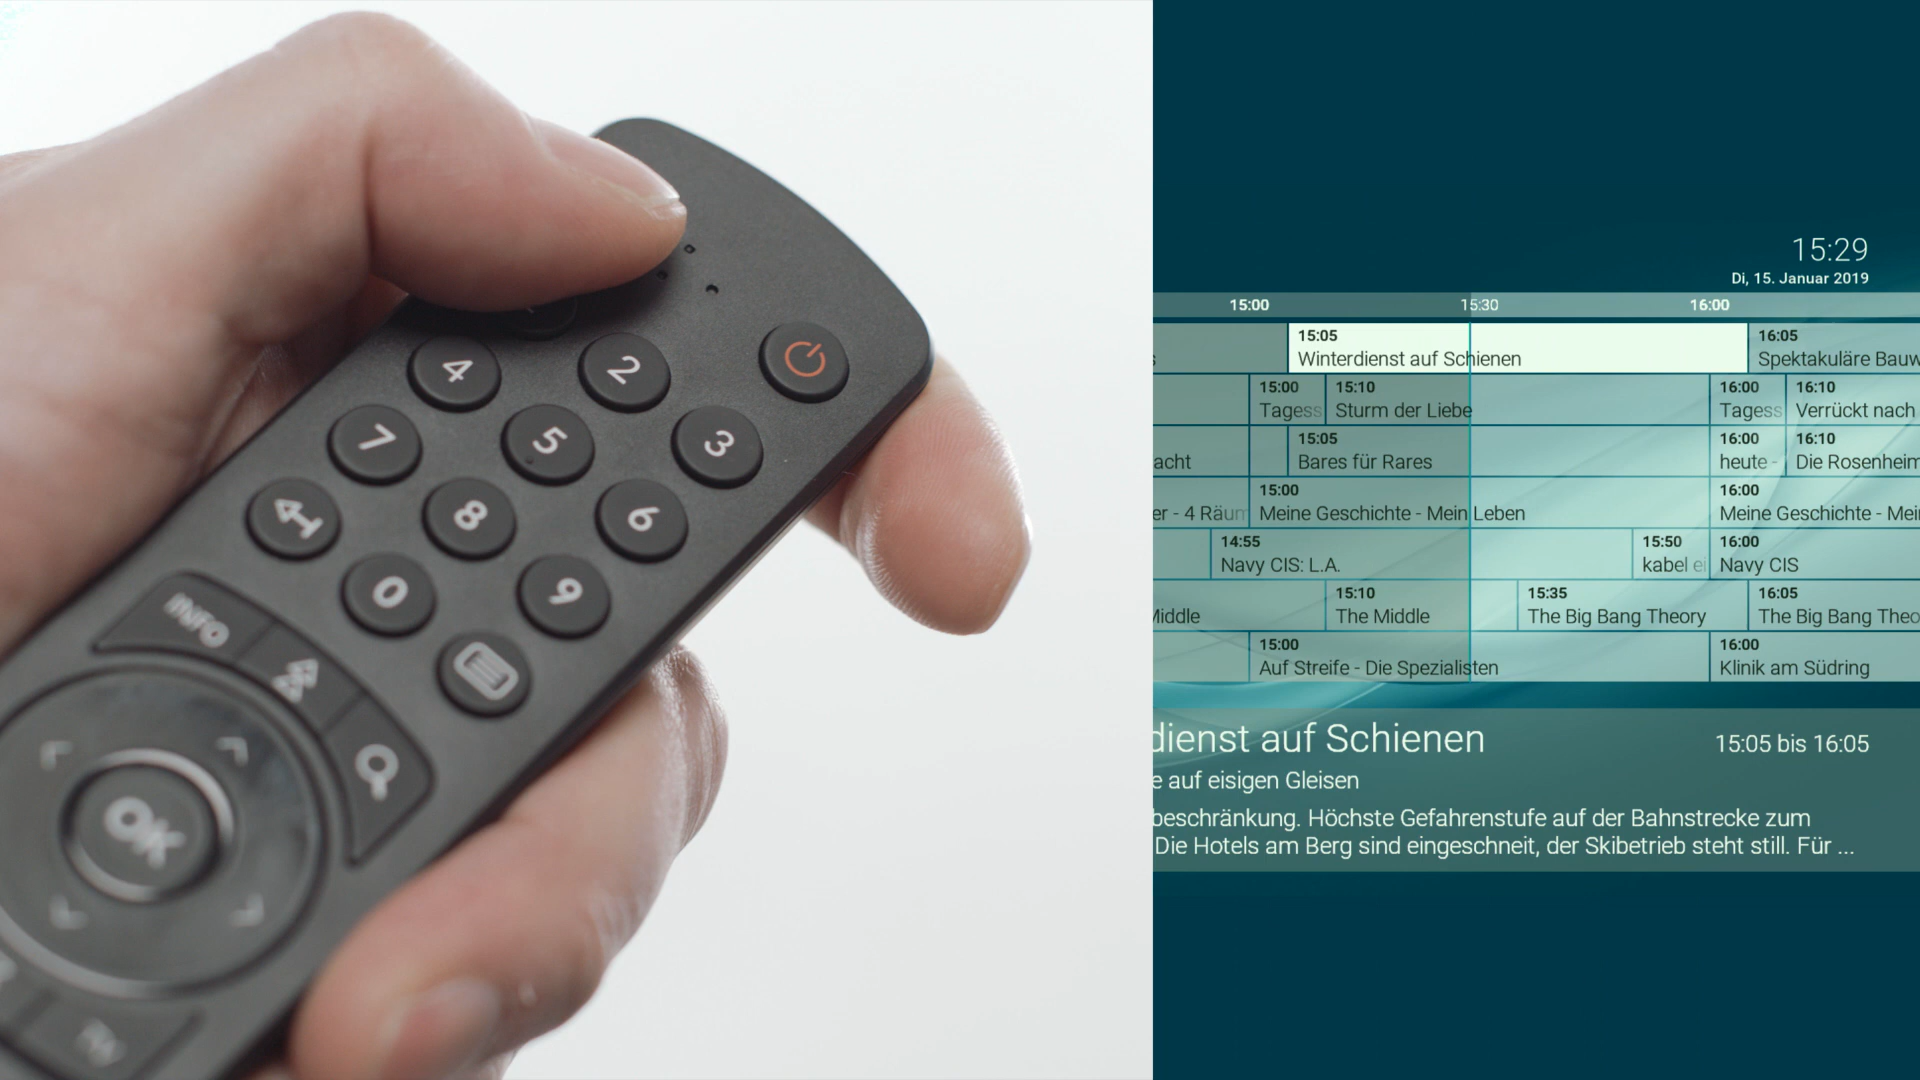 4
2
7
5
3
8
6
0
9
INFO
OK
15:29
Di, 15. Januar 2019
15:00 15:30 16:00
15:05 16:05
Winterdienst auf Schienen Spektakuläre Bauw
15:00 15:10 16:00 16:10
Tagess Sturm der Liebe Tagess Verrückt nach
15:05 16:00 16:10
acht Bares für Rares heute - Die Rosenheim
15:00 16:00
er - 4 Räum Meine Geschichte - Mein Leben Meine Geschichte - Mei
14:55 15:50 16:00
Navy CIS: L.A. kabel ei Navy CIS
15:10 15:35 16:05
Middle The Middle The Big Bang Theory The Big Bang Theo
15:00 16:00
Auf Streife - Die Spezialisten Klinik am Südring
dienst auf Schienen 15:05 bis 16:05
e auf eisigen Gleisen
beschränkung. Höchste Gefahrenstufe auf der Bahnstrecke zum
Die Hotels am Berg sind eingeschneit, der Skibetrieb steht still. Für ...